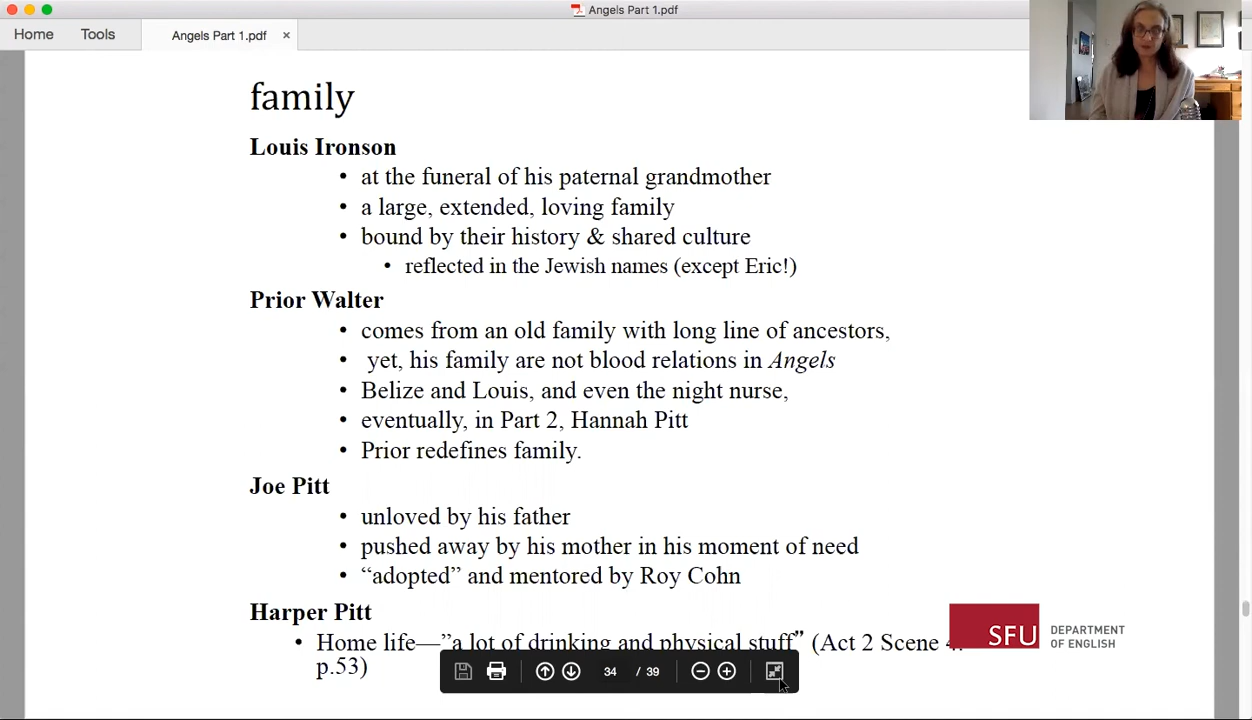 Angels Part 1.pdf
Home Tools Angels Part 1.pdf ×
family
Louis Ironson
• at the funeral of his paternal grandmother
• a large, extended, loving family
• bound by their history & shared culture
• reflected in the Jewish names (except Eric!)
Prior Walter
• comes from an old family with long line of ancestors,
• yet, his family are not blood relations in Angels
• Belize and Louis, and even the night nurse,
• eventually, in Part 2, Hannah Pitt
• Prior redefines family.
Joe Pitt
• unloved by his father
• pushed away by his mother in his moment of need
• “adopted” and mentored by Roy Cohn
Harper Pitt
• Home life—”a lot of drinking and physical stuff” (Act 2 Scene
p.53)
SFU DEPARTMENT
OF ENGLISH
34 / 39